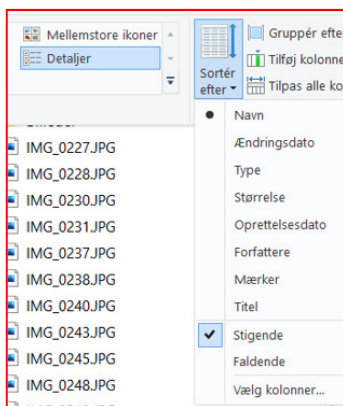 Mellemstore ikoner
Detaljer
Sortér
efter
Gruppér efter
Tilføj kolonne
Tilpas alle ko
IMG_0227.JPG
IMG_0228.JPG
IMG_0230.JPG
IMG_0231.JPG
IMG_0237.JPG
IMG_0238.JPG
IMG_0240.JPG
IMG_0243.JPG
IMG_0245.JPG
IMG_0248.JPG
Navn
Ændringsdato
Type
Størrelse
Oprettelsesdato
Forfattere
Mærker
Titel
Stigende
Faldende
Vælg kolonner...